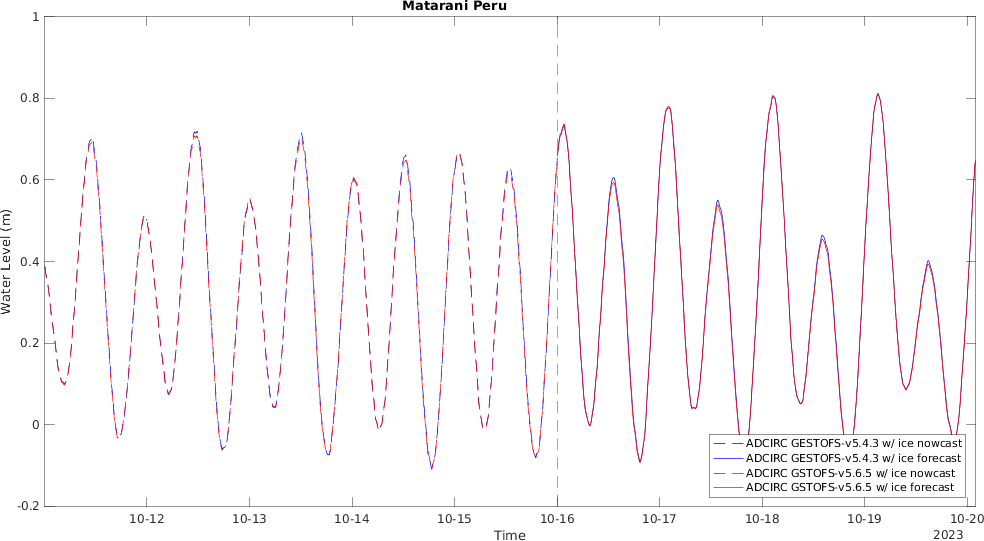 Matarani Peru
1
0.8
0.6
0.4
0.2
0
-0.2
Water Level (m)
10-12 10-13 10-14 10-15 10-16 10-17 10-18 10-19 10-20
2023
Time
ADCIRC GESTOFS-v5.4.3 w/ ice nowcast
ADCIRC GESTOFS-v5.4.3 w/ ice forecast
ADCIRC GSTOFS-v5.6.5 w/ ice nowcast
ADCIRC GSTOFS-v5.6.5 w/ ice forecast